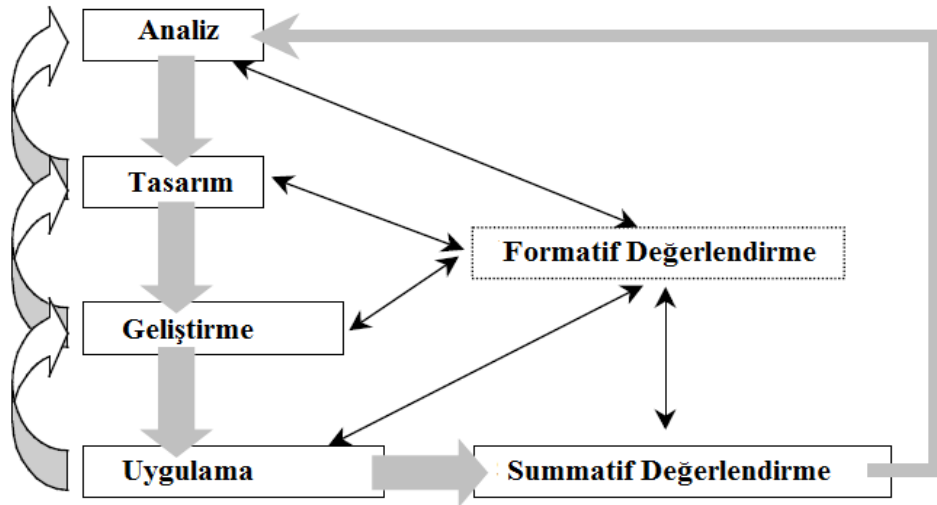 Analiz
Tasarım
Formatif Değerlendirme
Geliştirme
Uygulama
Summatif Değerlendirme